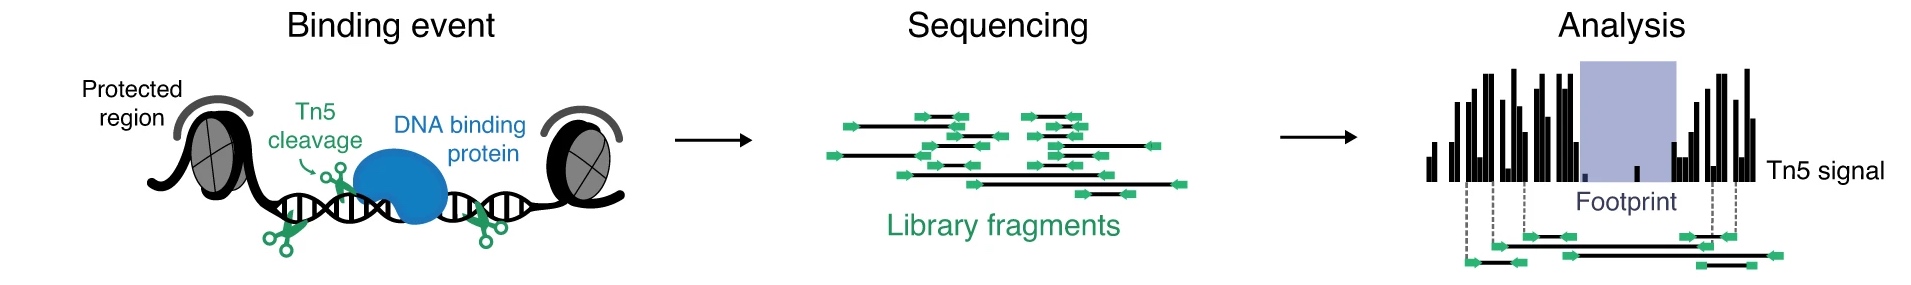 Binding event
Protected
region
Tn5
cleavage
DNA binding
protein
Sequencing
Library fragments
Analysis
Tn5 signal
Footprint